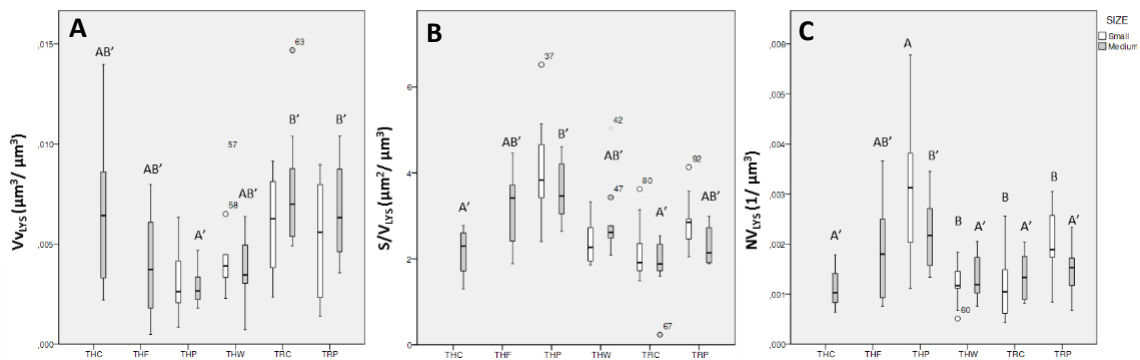 A
VvLYS (μm³/ μm³)
,015
,010
,005
,000
AB'
AB'
A'
57
58
AB'
63
B'
B'
THC THF THP THW TRC TRP
B
S/VLYS (μm²/ μm³)
6
4
2
0
A'
AB'
37
B'
42
AB'
47
80
A'
67
92
AB'
THC THF THP THW TRC TRP
C
NVLYS (1/ μm³)
,006
,005
,004
,003
,002
,001
,000
A'
AB'
A
B'
B
A'
60
B
A'
B
A'
THC THF THP THW TRC TRP
SIZE
Small
Medium